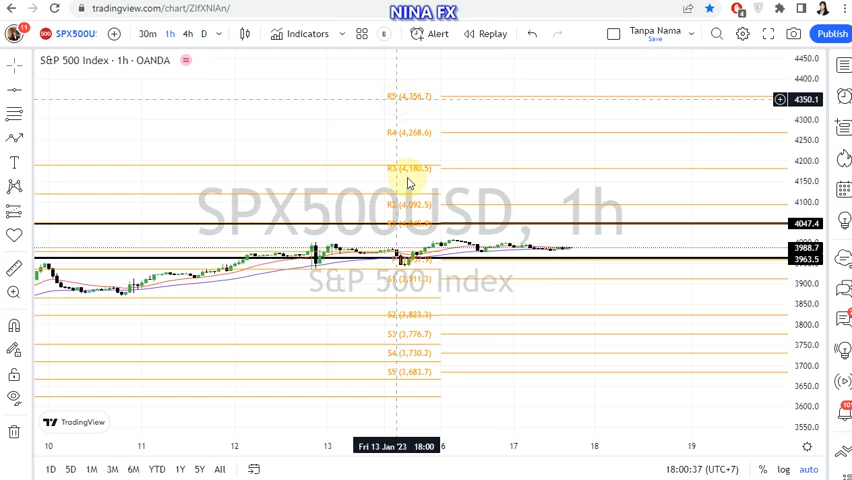 tradingview.com/chart/ZIfXNIAn/
NINA FX
4
11
SPX500U
30m 1h 4h D
Indicators
Alert
Replay
Tanpa Nama
Save
Publish
S&P 500 Index · 1h · OANDA
SPX500USD, 1h
S&P 500 Index
R5 (4,356.7)
R4 (4,268.6)
R3 (4,180.5)
R2 (4,092.5)
S1 (3,911.3)
S2 (3,823.3)
S3 (3,776.7)
S4 (3,730.2)
S5 (3,683.7)
4450.0
4400.0
4350.1
4300.0
4250.0
4200.0
4150.0
4100.0
4047.4
3988.7
3963.5
3900.0
3850.0
3800.0
3750.0
3700.0
3650.0
3600.0
3550.0
TradingView
10 11 12 13 Fri 13 Jan '23 18:00 6 17 18 19
1D 5D 1M 3M 6M YTD 1Y 5Y All
18:00:37 (UTC+7) % log auto